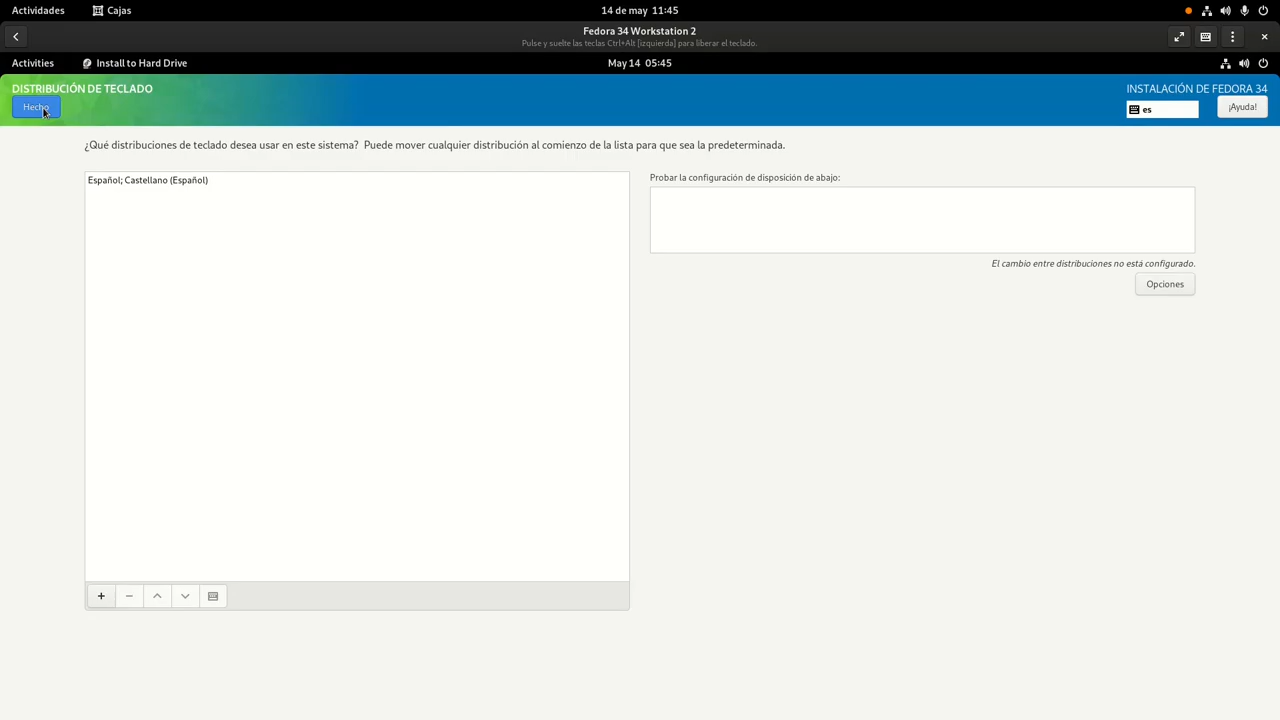 Actividades
Cajas
14 de may 11:45
Fedora 34 Workstation 2
Pulse y suelte las teclas Ctrl+Alt [izquierda] para liberar el teclado.
Activities
Install to Hard Drive
May 14 05:45
DISTRIBUCIÓN DE TECLADO
INSTALACIÓN DE FEDORA 34
Hecho
es
¡Ayuda!
¿Qué distribuciones de teclado desea usar en este sistema? Puede mover cualquier distribución al comienzo de la lista para que sea la predeterminada.
Español; Castellano (Español)
Probar la configuración de disposición de abajo:
El cambio entre distribuciones no está configurado.
Opciones